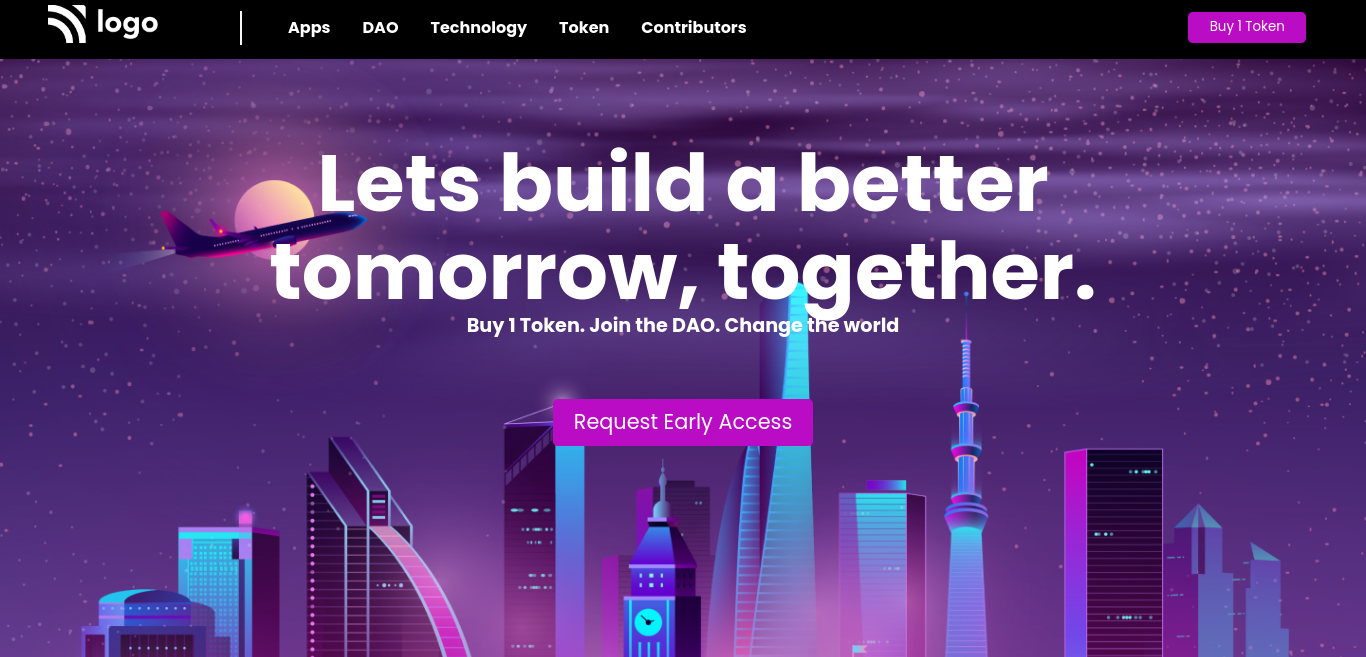 logo
Apps DAO Technology Token Contributors
Buy 1 Token
Lets build a better
tomorrow, together.
Buy 1 Token. Join the DAO. Change the world
Request Early Access